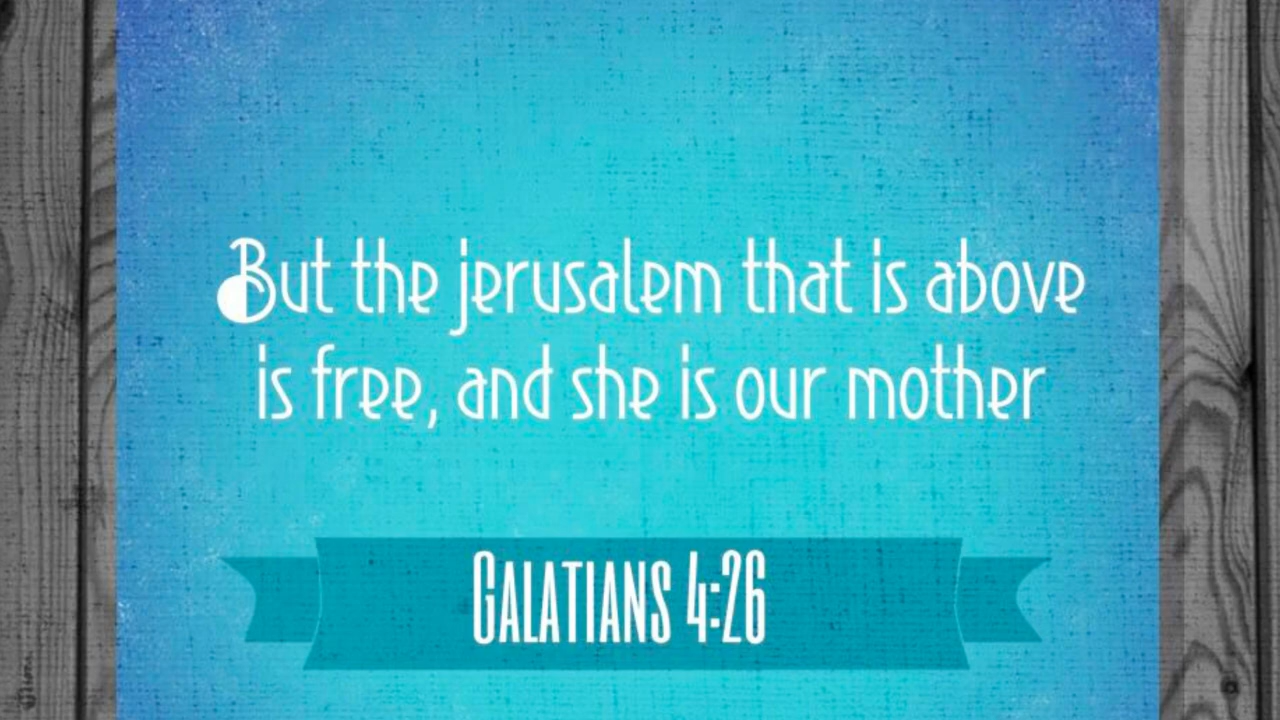 But the jerusalem that is above
is free, and she is our mother
Galatians 4:26